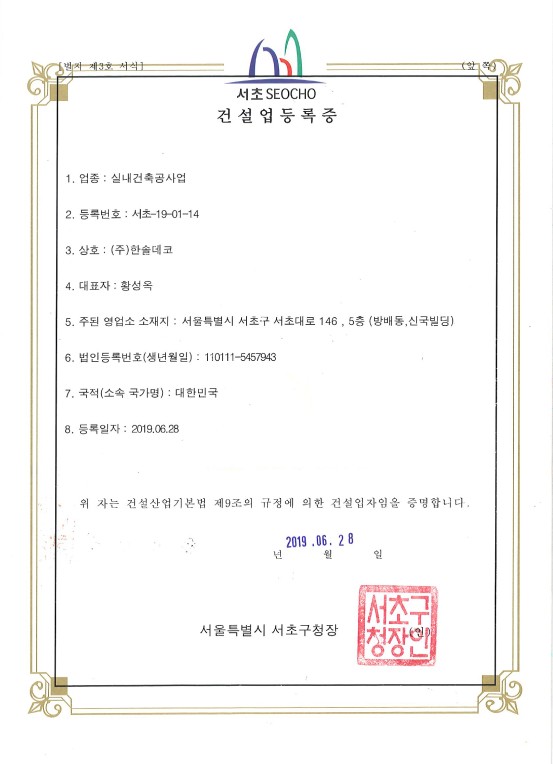 [별지 제3호 서식]
(앞 쪽)
서초 SEOCHO
건설업등록증
1. 업종 : 실내건축공사업
2. 등록번호 : 서초-19-01-14
3. 상호 : (주)한솔데코
4. 대표자 : 황성옥
5. 주된 영업소 소재지 : 서울특별시 서초구 서초대로 146 , 5층 (방배동,신국빌딩)
6. 법인등록번호(생년월일) : 110111-5457943
7. 국적(소속 국가명) : 대한민국
8. 등록일자 : 2019.06.28
위 자는 건설산업기본법 제9조의 규정에 의한 건설업자임을 증명합니다.
2019 .06. 28
년 월 일
서울특별시 서초구청장 (인)
서초구
청장인